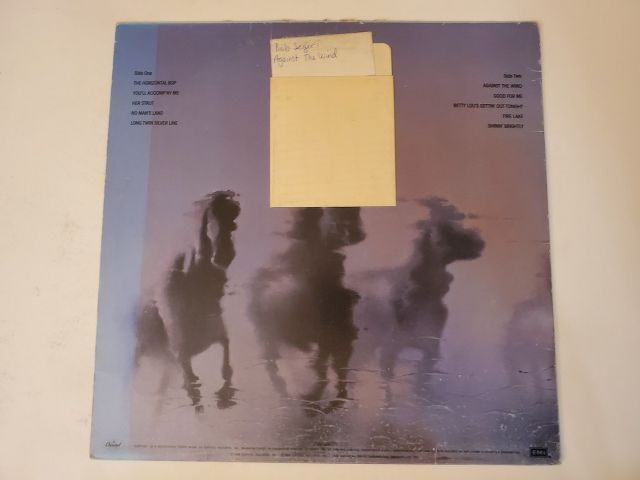 Bob Seger:
Against The Wind
Side One
THE HORIZONTAL BOP
YOU'LL ACCOMP'NY ME
HER STRUT
NO MAN'S LAND
LONG TWIN SILVER LINE
Side Two
AGAINST THE WIND
GOOD FOR ME
BETTY LOU'S GETTIN' OUT TONIGHT
FIRE LAKE
SHININ' BRIGHTLY
Capitol
EMI